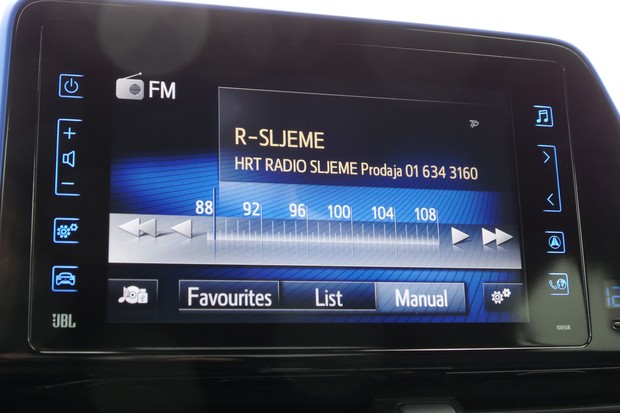 FM
TP
R-SLJEME
HRT RADIO SLJEME Prodaja 01 634 3160
88 92 96 100 104 108
Favourites List Manual
JBL